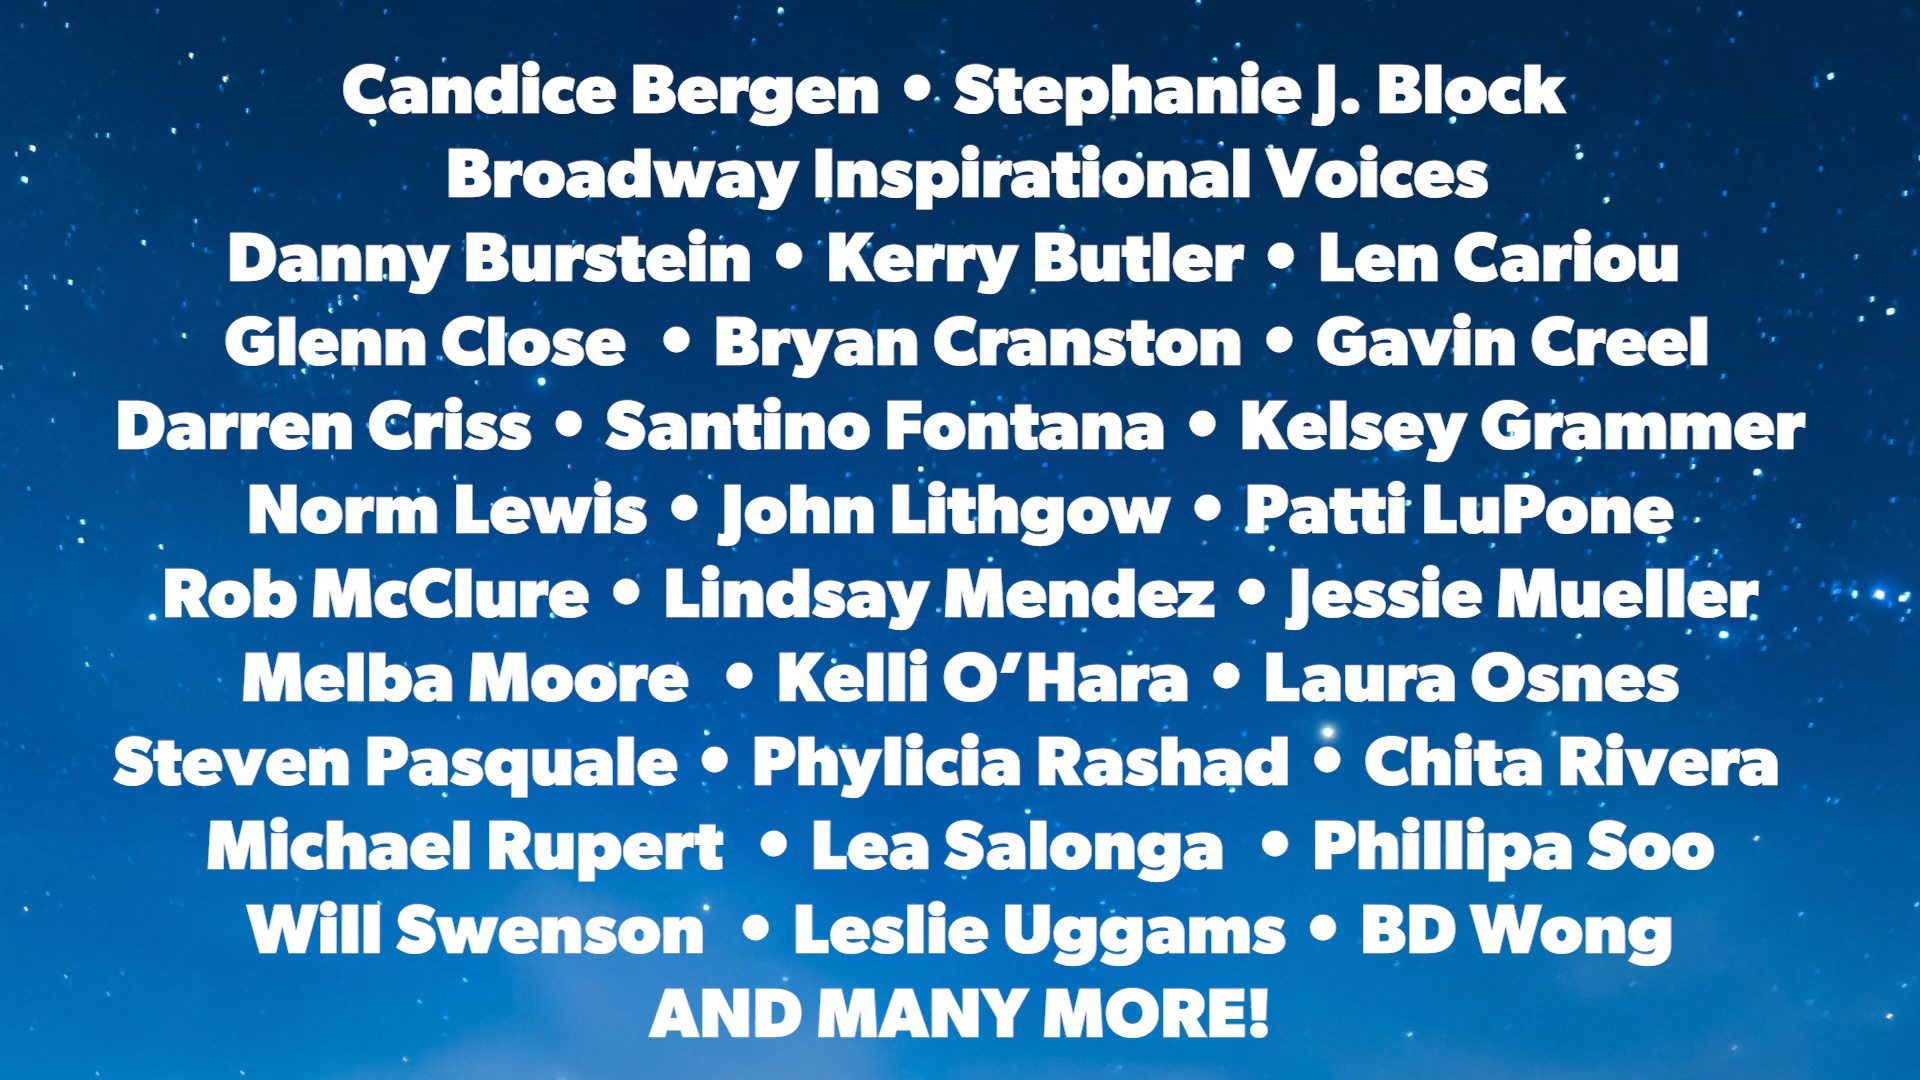 Candice Bergen • Stephanie J. Block
Broadway Inspirational Voices
Danny Burstein • Kerry Butler • Len Cariou
Glenn Close • Bryan Cranston • Gavin Creel
Darren Criss • Santino Fontana • Kelsey Grammer
Norm Lewis • John Lithgow • Patti LuPone
Rob McClure • Lindsay Mendez • Jessie Mueller
Melba Moore • Kelli O’Hara • Laura Osnes
Steven Pasquale • Phylicia Rashad • Chita Rivera
Michael Rupert • Lea Salonga • Phillipa Soo
Will Swenson • Leslie Uggams • BD Wong
AND MANY MORE!